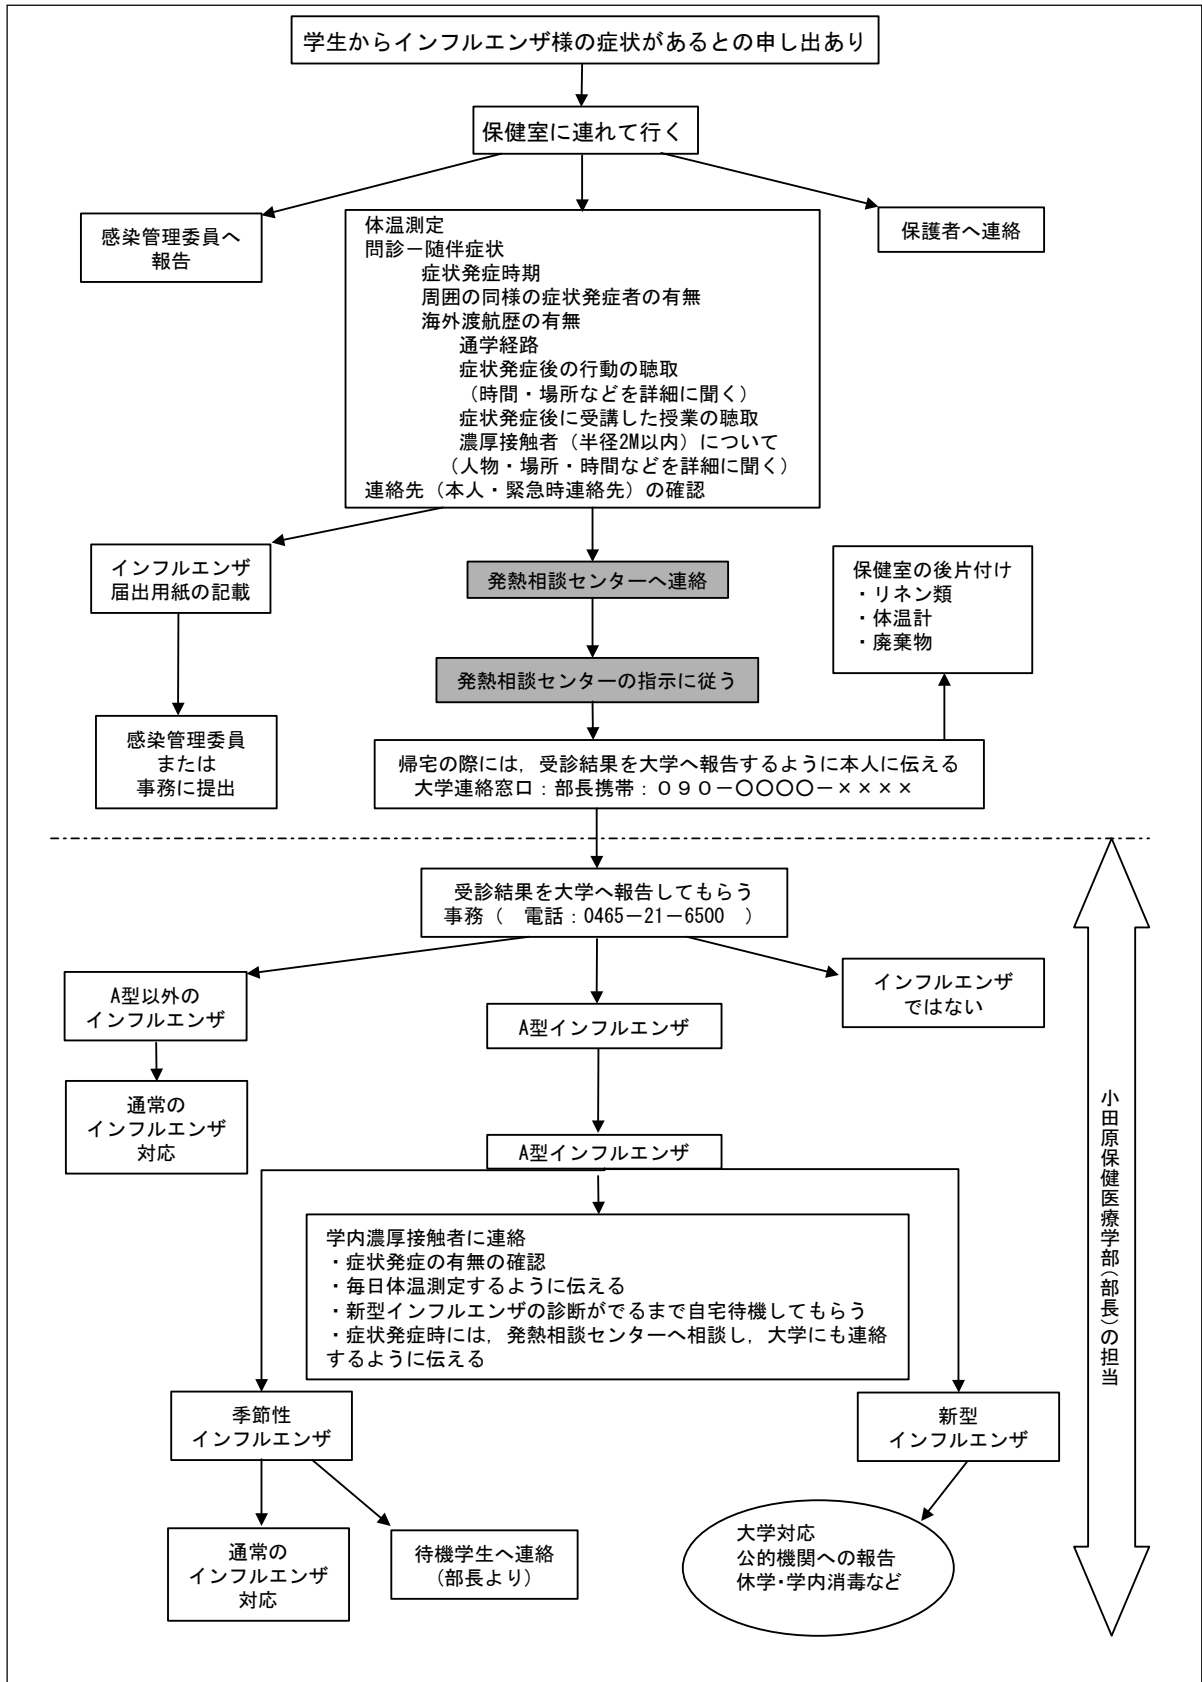 学生からインフルエンザ様の症状があるとの申し出あり
保健室に連れて行く
感染管理委員へ
報告
体温測定
問診ー随伴症状
症状発症時期
周囲の同様の症状発症者の有無
海外渡航歴の有無
通学経路
症状発症後の行動の聴取
（時間・場所などを詳細に聞く）
症状発症後に受講した授業の聴取
濃厚接触者（半径2M以内）について
（人物・場所・時間などを詳細に聞く）
連絡先（本人・緊急時連絡先）の確認
保護者へ連絡
インフルエンザ
届出用紙の記載
発熱相談センターへ連絡
保健室の後片付け
・リネン類
・体温計
・廃棄物
発熱相談センターの指示に従う
感染管理委員
または
事務に提出
帰宅の際には，受診結果を大学へ報告するように本人に伝える
大学連絡窓口：部長携帯：０９０－〇〇〇〇－××××
受診結果を大学へ報告してもらう
事務（　電話：0465－21－6500　）
A型以外の
インフルエンザ
A型インフルエンザ
インフルエンザ
ではない
通常の
インフルエンザ
対応
A型インフルエンザ
学内濃厚接触者に連絡
・症状発症の有無の確認
・毎日体温測定するように伝える
・新型インフルエンザの診断がでるまで自宅待機してもらう
・症状発症時には，発熱相談センターへ相談し，大学にも連絡
するように伝える
季節性
インフルエンザ
新型
インフルエンザ
通常の
インフルエンザ
対応
待機学生へ連絡
（部長より）
大学対応
公的機関への報告
休学・学内消毒など
小田原保健医療学部（部長）の担当